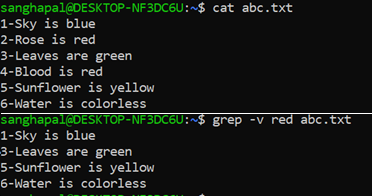 sanghapal@DESKTOP-NF3DC6U:~$ cat abc.txt
1-Sky is blue
2-Rose is red
3-Leaves are green
4-Blood is red
5-Sunflower is yellow
6-Water is colorless
sanghapal@DESKTOP-NF3DC6U:~$ grep -v red abc.txt
1-Sky is blue
3-Leaves are green
5-Sunflower is yellow
6-Water is colorless